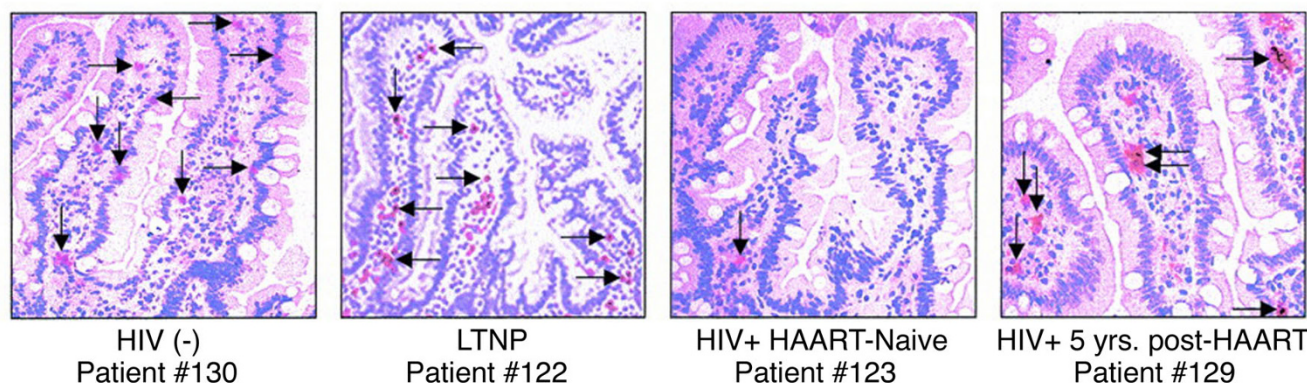 HIV (-)
Patient #130
LTNP
Patient #122
HIV+ HAART-Naive
Patient #123
HIV+ 5 yrs. post-HAART
Patient #129